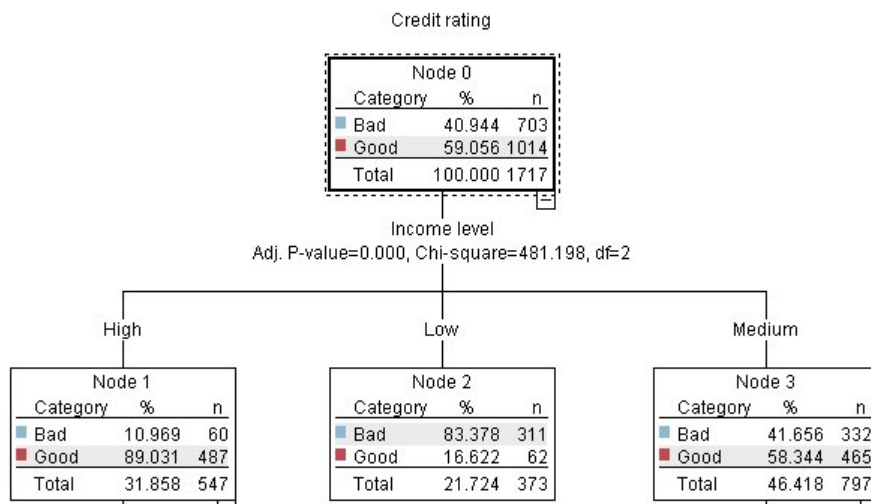 Credit rating
Node 0
Category % n
Bad 40.944 703
Good 59.056 1014
Total 100.000 1717
Income level
Adj. P-value=0.000, Chi-square=481.198, df=2
High
Low
Medium
Node 1
Category % n
Bad 10.969 60
Good 89.031 487
Total 31.858 547
Node 2
Category % n
Bad 83.378 311
Good 16.622 62
Total 21.724 373
Node 3
Category % n
Bad 41.656 332
Good 58.344 465
Total 46.418 797